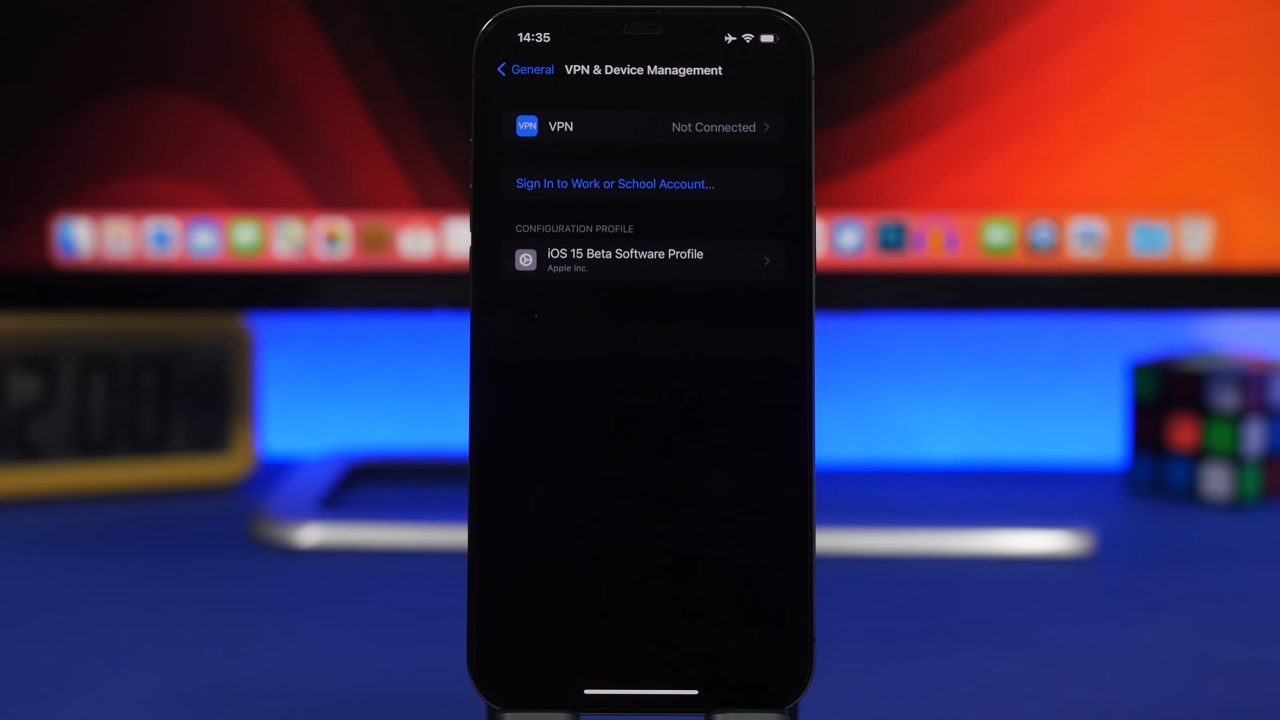 14:35
General VPN & Device Management
VPN VPN Not Connected
Sign In to Work or School Account...
CONFIGURATION PROFILE
iOS 15 Beta Software Profile
Apple Inc.